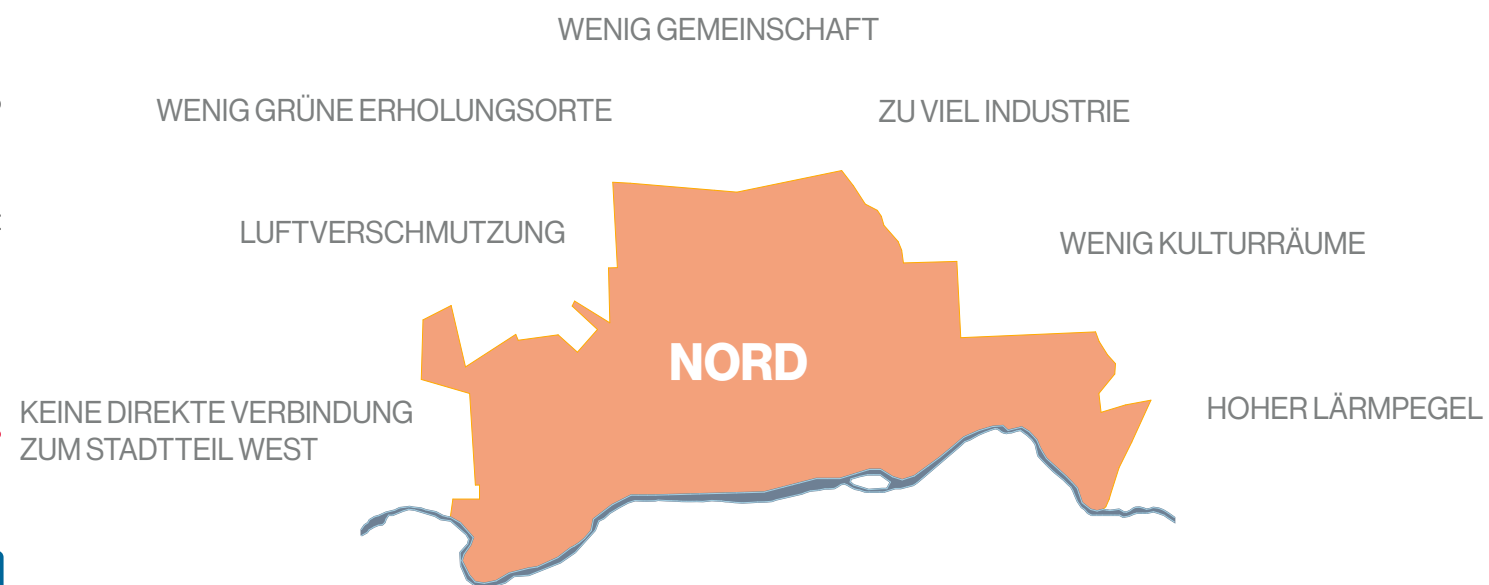 WENIG GEMEINSCHAFT
WENIG GRÜNE ERHOLUNGSORTE
ZU VIEL INDUSTRIE
LUFTVERSCHMUTZUNG
WENIG KULTURRÄUME
NORD
KEINE DIREKTE VERBINDUNG
ZUM STADTTEIL WEST
HOHER LÄRMPEGEL